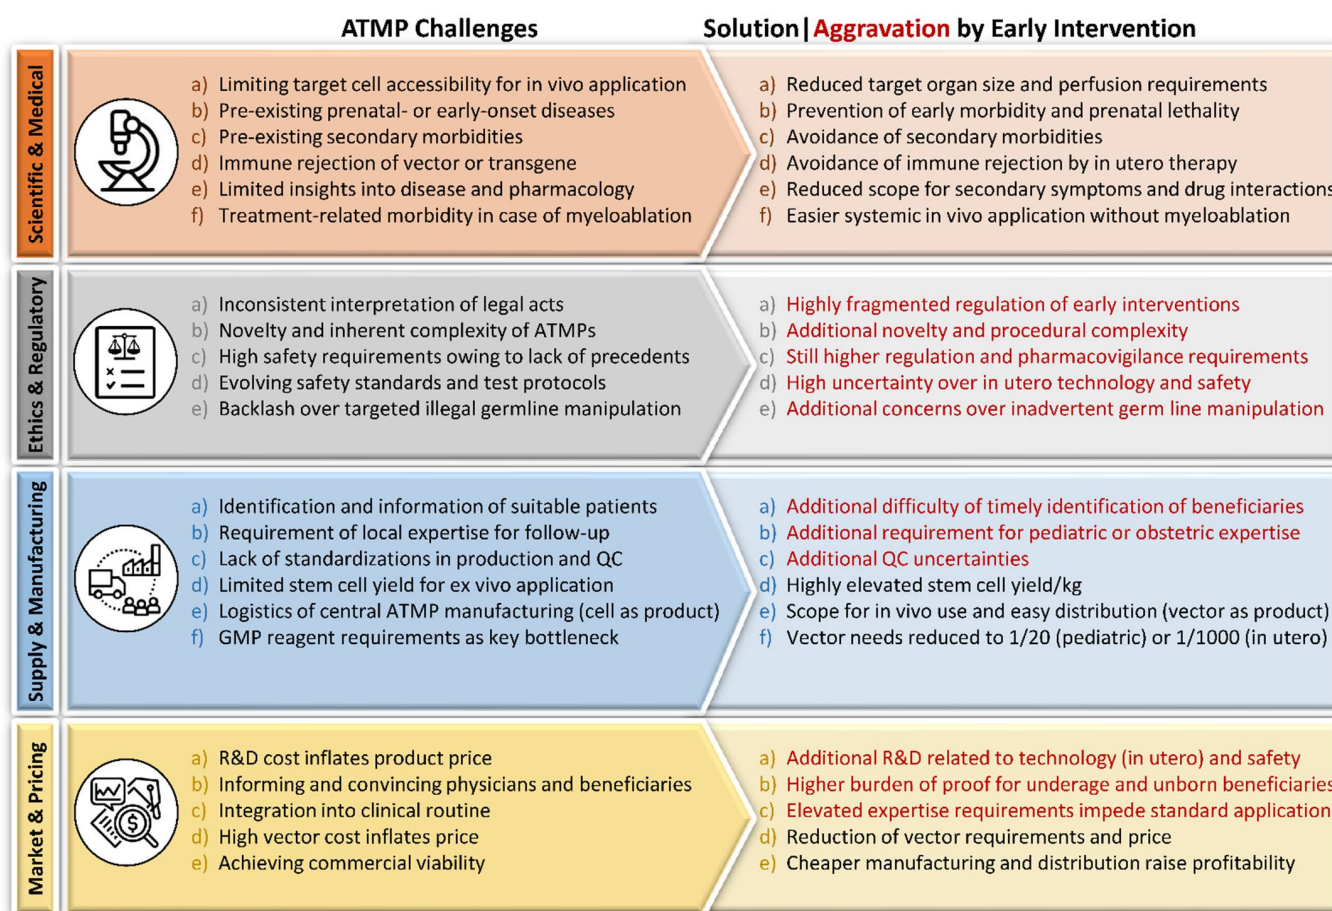 ATMP Challenges
Solution|Aggravation by Early Intervention
Scientific & Medical
a) Limiting target cell accessibility for in vivo application
b) Pre-existing prenatal- or early-onset diseases
c) Pre-existing secondary morbidities
d) Immune rejection of vector or transgene
e) Limited insights into disease and pharmacology
f) Treatment-related morbidity in case of myeloablation
a) Reduced target organ size and perfusion requirements
b) Prevention of early morbidity and prenatal lethality
c) Avoidance of secondary morbidities
d) Avoidance of immune rejection by in utero therapy
e) Reduced scope for secondary symptoms and drug interactions
f) Easier systemic in vivo application without myeloablation
Ethics & Regulatory
a) Inconsistent interpretation of legal acts
b) Novelty and inherent complexity of ATMPs
c) High safety requirements owing to lack of precedents
d) Evolving safety standards and test protocols
e) Backlash over targeted illegal germline manipulation
a) Highly fragmented regulation of early interventions
b) Additional novelty and procedural complexity
c) Still higher regulation and pharmacovigilance requirements
d) High uncertainty over in utero technology and safety
e) Additional concerns over inadvertent germ line manipulation
Supply & Manufacturing
a) Identification and information of suitable patients
b) Requirement of local expertise for follow-up
c) Lack of standardizations in production and QC
d) Limited stem cell yield for ex vivo application
e) Logistics of central ATMP manufacturing (cell as product)
f) GMP reagent requirements as key bottleneck
a) Additional difficulty of timely identification of beneficiaries
b) Additional requirement for pediatric or obstetric expertise
c) Additional QC uncertainties
d) Highly elevated stem cell yield/kg
e) Scope for in vivo use and easy distribution (vector as product)
f) Vector needs reduced to 1/20 (pediatric) or 1/1000 (in utero)
Market & Pricing
a) R&D cost inflates product price
b) Informing and convincing physicians and beneficiaries
c) Integration into clinical routine
d) High vector cost inflates price
e) Achieving commercial viability
a) Additional R&D related to technology (in utero) and safety
b) Higher burden of proof for underage and unborn beneficiaries
c) Elevated expertise requirements impede standard application
d) Reduction of vector requirements and price
e) Cheaper manufacturing and distribution raise profitability